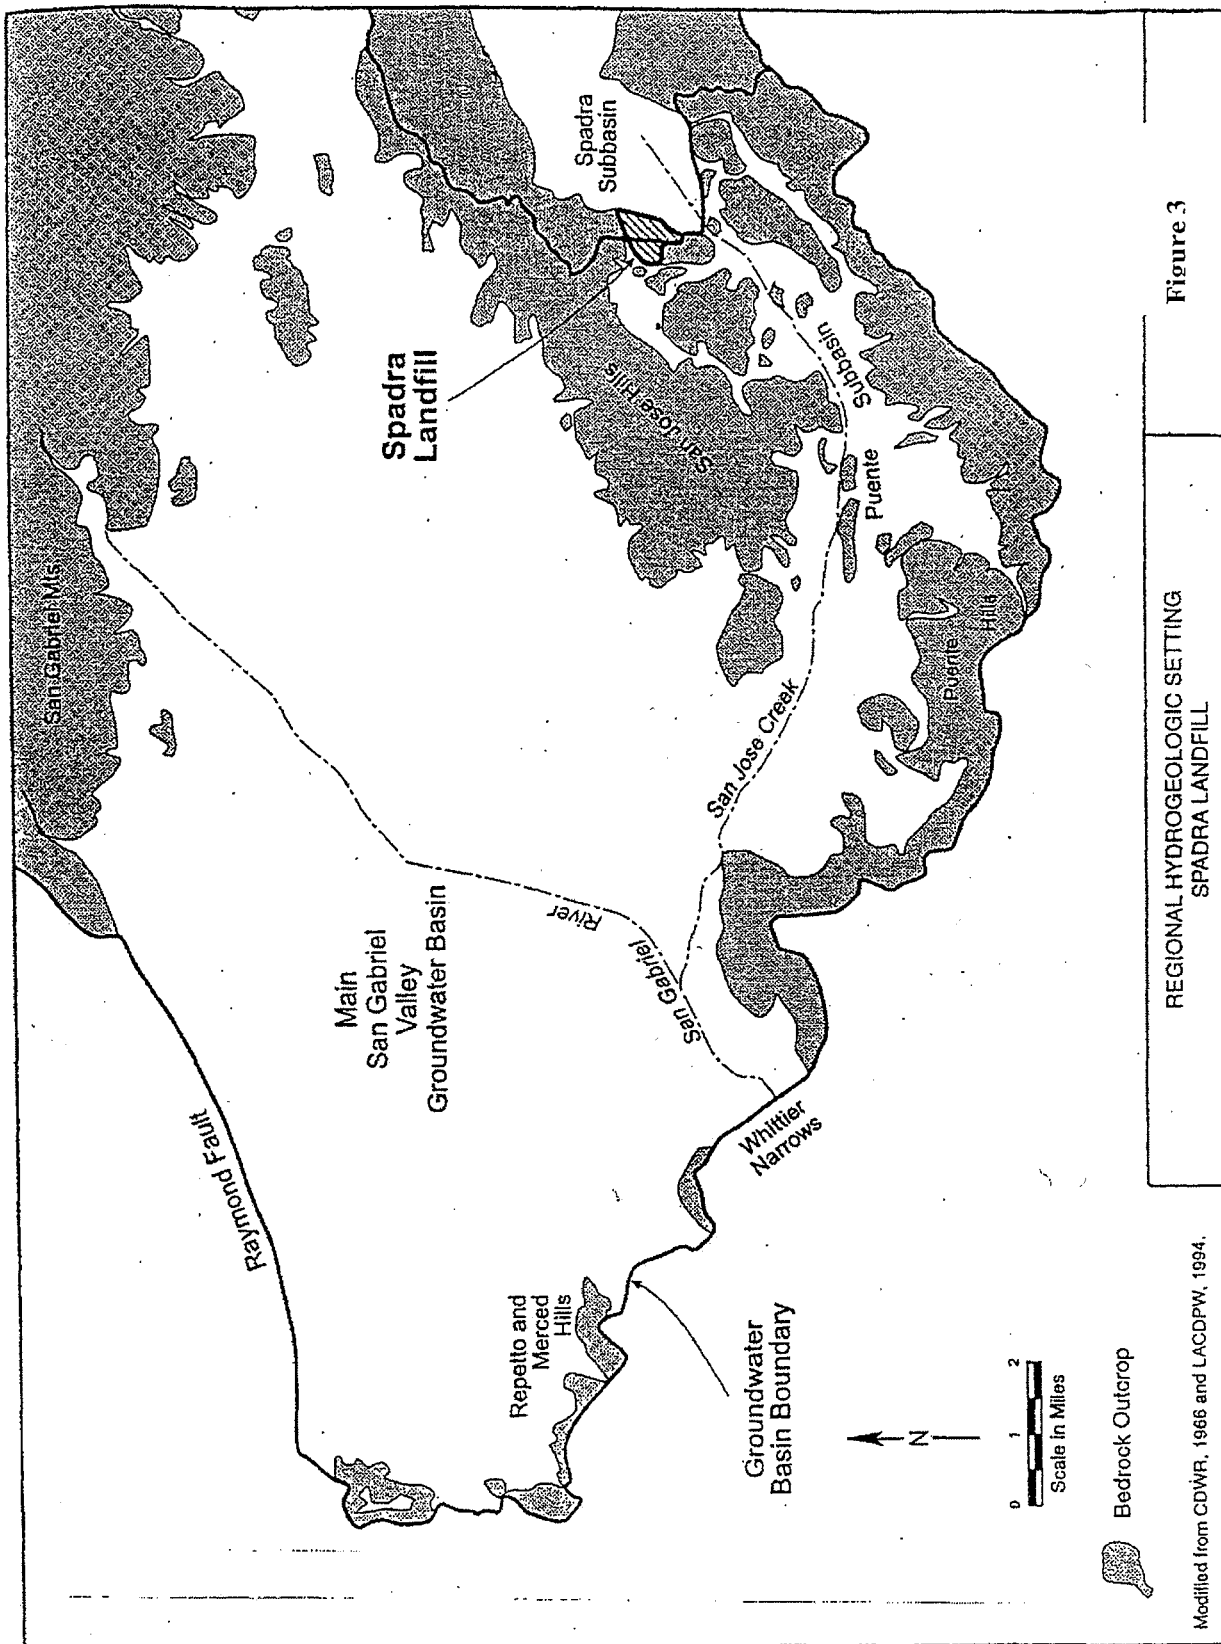 San Gabriel Mts.
Raymond Fault
Main
San Gabriel
Valley
Groundwater Basin
San Gabriel
River
Spadra
Landfill
San Jose Hills
Spadra
Subbasin
San Jose Creek
Puente
Subbasin
Puente
Hills
Repetto and
Merced
Hills
Whittier
Narrows
Groundwater
Basin Boundary
N
0 1 2
Scale in Miles
Bedrock Outcrop
Modified from CDWR, 1966 and LACDPW, 1994.
REGIONAL HYDROGEOLOGIC SETTING
SPADRA LANDFILL
Figure 3